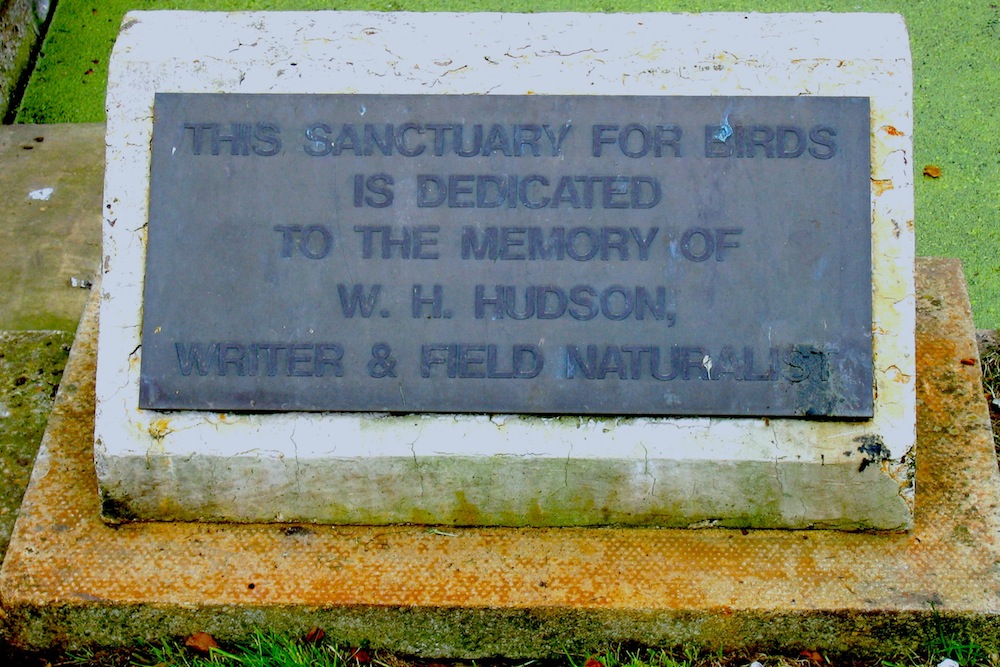 THIS SANCTUARY FOR BIRDS
IS DEDICATED
TO THE MEMORY OF
W. H. HUDSON,
WRITER & FIELD NATURALIST